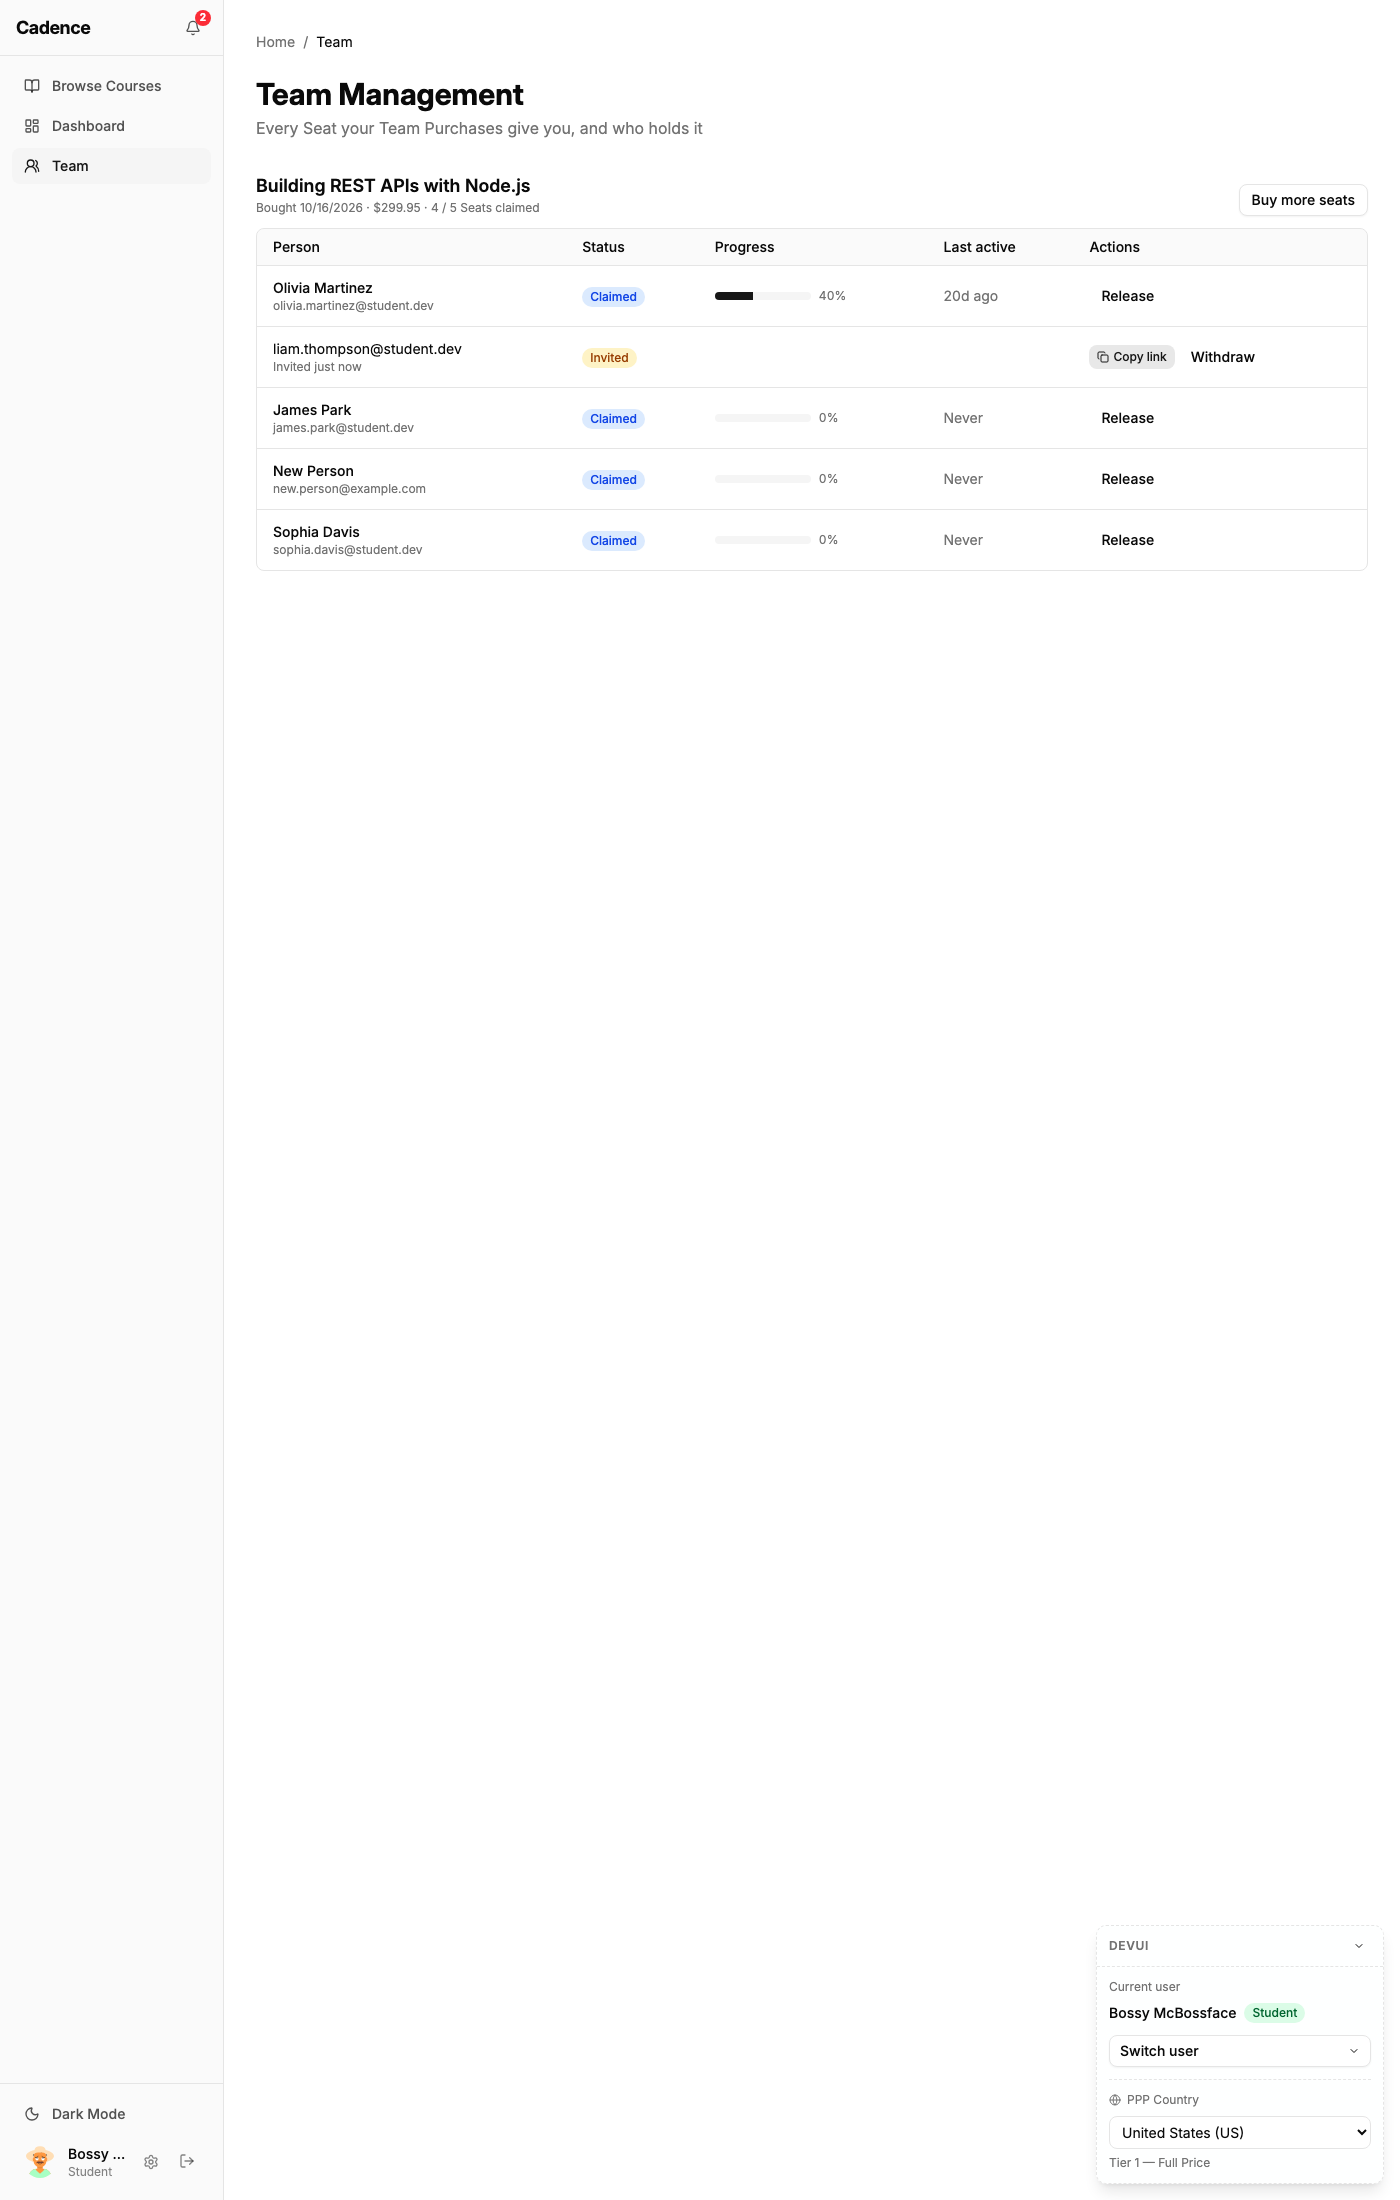 Cadence
2
Browse Courses
Dashboard
Team
Home / Team
Team Management
Every Seat your Team Purchases give you, and who holds it
Building REST APIs with Node.js
Bought 10/16/2026 · $299.95 · 4 / 5 Seats claimed
Buy more seats
Person Status Progress Last active Actions
Olivia Martinez
olivia.martinez@student.dev
Claimed 40% 20d ago Release
liam.thompson@student.dev
Invited just now
Invited Copy link Withdraw
James Park
james.park@student.dev
Claimed 0% Never Release
New Person
new.person@example.com
Claimed 0% Never Release
Sophia Davis
sophia.davis@student.dev
Claimed 0% Never Release
DEVUI
Current user
Bossy McBossface Student
Switch user
PPP Country
United States (US)
Tier 1 — Full Price
Dark Mode
Bossy ...
Student